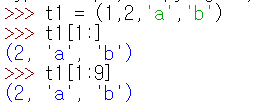 >>> t1 = (1,2,'a','b')
>>> t1[1:]
(2, 'a', 'b')
>>> t1[1:9]
(2, 'a', 'b')